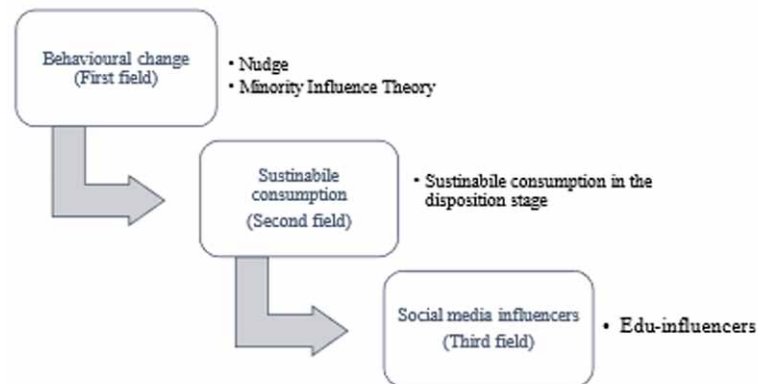 Behavioural change
(First field)
• Nudge
• Minority Influence Theory
Sustinabile
consumption
(Second field)
• Sustinabile consumption in the
disposition stage
Social media influencers
(Third field)
• Edu-influencers